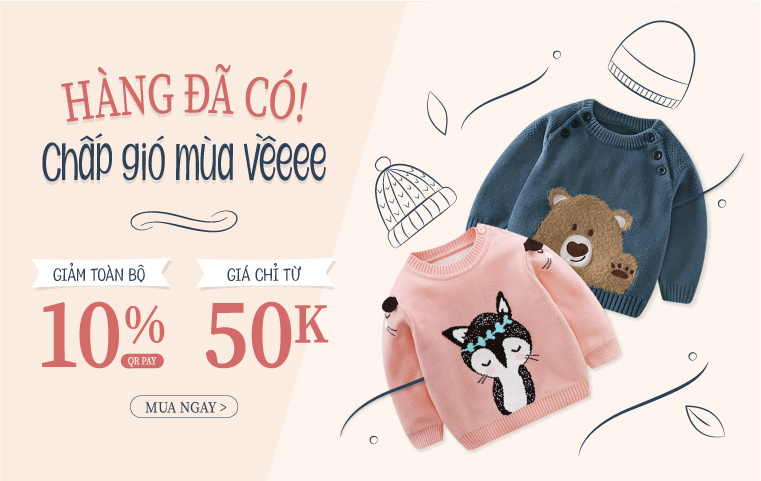 HÀNG ĐÃ CÓ!
Chấp gió mùa vềeee
GIẢM TOÀN BỘ
10%
QR PAY
GIÁ CHỈ TỪ
50K
MUA NGAY >